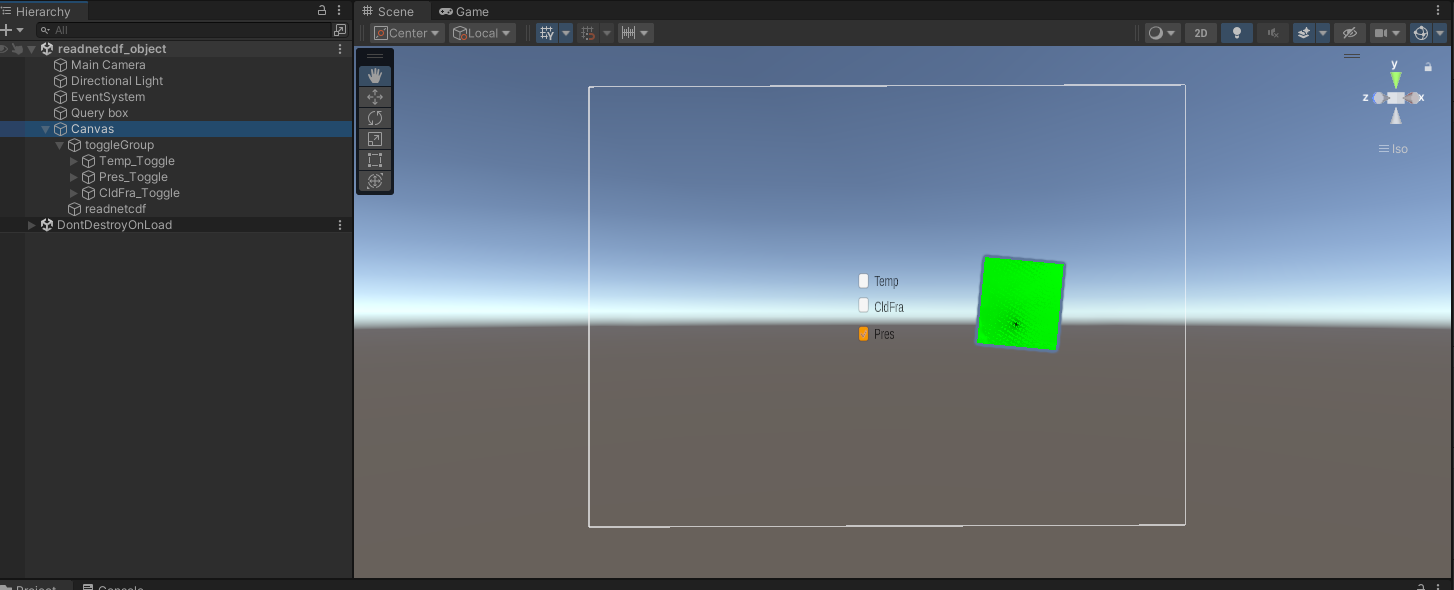 Hierarchy
Scene
Game
All
Center
Local
2D
readnetcdf_object
Main Camera
Directional Light
EventSystem
Query box
Canvas
toggleGroup
Temp_Toggle
Pres_Toggle
CldFra_Toggle
readnetcdf
DontDestroyOnLoad
y
z
x
Iso
Temp
CldFra
Pres
Project
Console